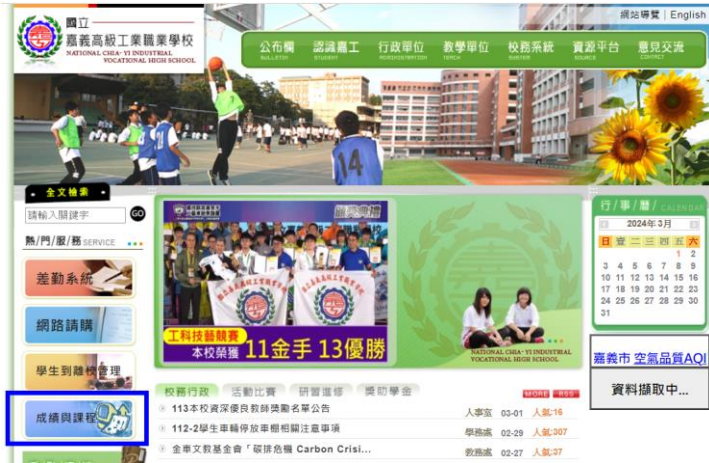 網站導覽 | English
國立
嘉義高級工業職業學校
NATIONAL CHIA-YI INDUSTRIAL
VOCATIONAL HIGH SCHOOL
公布欄 認識嘉工 行政單位 教學單位 校務系統 資源平台 意見交流
BULLETIN STUDENT ADMINISTRATION TEACH SYSTEM SOURCE CONTACT
14
全文檢索
請輸入關鍵字 GO
熱/門/服/務 SERVICE
差勤系統
網路請購
學生到離校管理
成績與課程
工科技藝競賽
本校榮獲 11金手 13優勝
NATIONAL CHIA-YI INDUSTRIAL
VOCATIONAL HIGH SCHOOL
行/事/曆/ CALENDAR
2024年 3月
日 壹 二 三 四 五 六
1 2
3 4 5 6 7 8 9
10 11 12 13 14 15 16
17 18 19 20 21 22 23
24 25 26 27 28 29 30
31
嘉義市 空氣品質AQI
資料擷取中...
校務行政 活動比賽 研習進修 獎助學金 MORE RSS
113本校資深優良教師獎勵名單公告 人事室 03-01 人氣:16
112-2學生車輛停放車棚相關注意事項 學務處 02-29 人氣:307
金車文教基金會「碳排危機 Carbon Crisi... 教務處 02-27 人氣:37